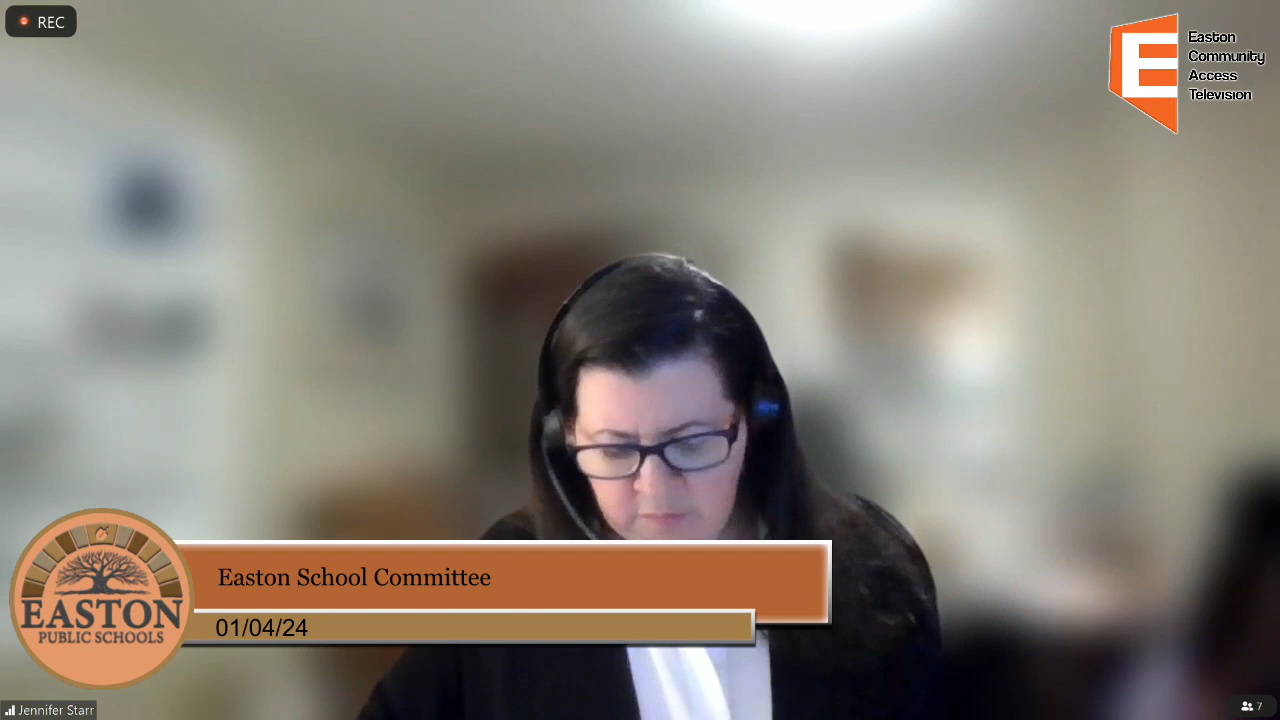 REC
Easton
Community
Access
Television
Easton School Committee
01/04/24
EASTON
PUBLIC SCHOOLS
Jennifer Starr
7